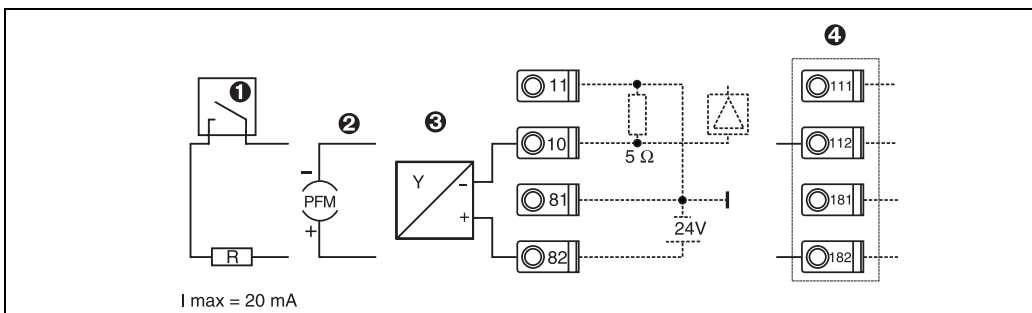 ❹
❶
❷
❸
11
111
–
Y
–
10
112
5 Ω
PFM
+
81
181
24V
+
R
82
182
I max = 20 mA